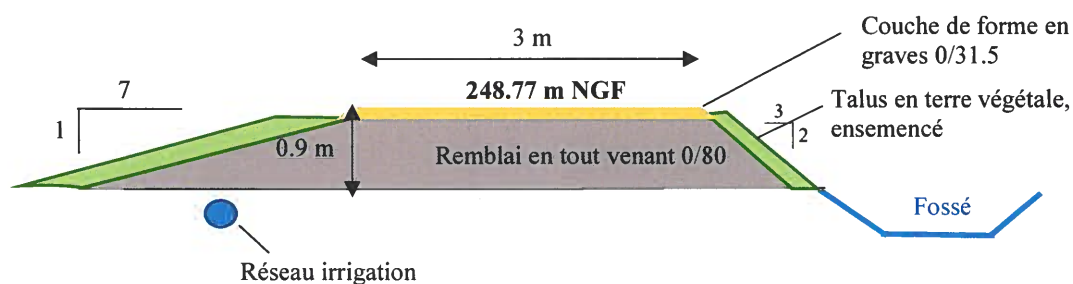 Couche de forme en
graves 0/31.5
3 m
7
248.77 m NGF
Talus en terre végétale,
ensemencé
3
2
1
0.9 m
Remblai en tout venant 0/80
Fossé
Réseau irrigation